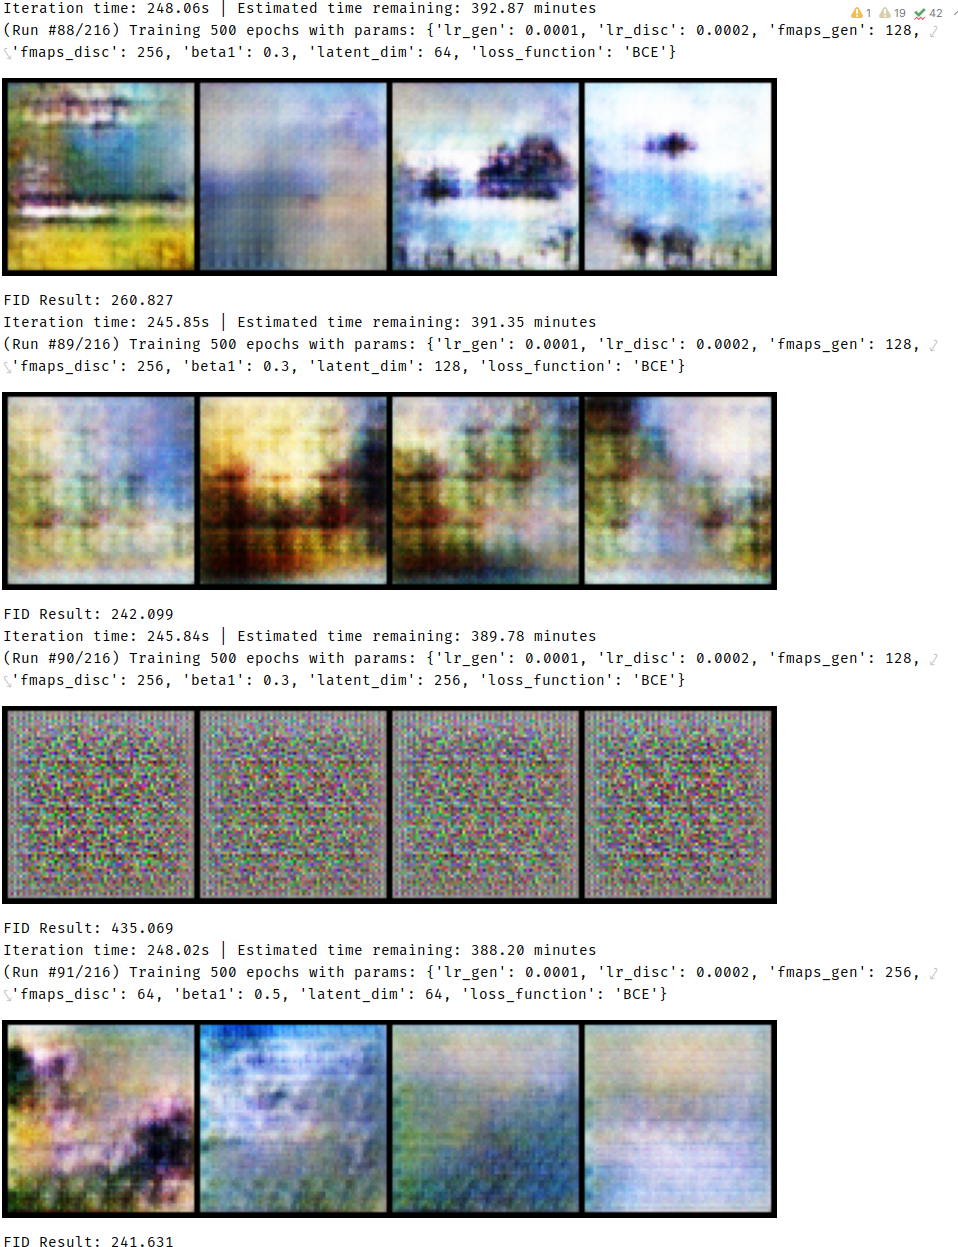 Iteration time: 248.06s | Estimated time remaining: 392.87 minutes
1 19 42
(Run #88/216) Training 500 epochs with params: {'lr_gen': 0.0001, 'lr_disc': 0.0002, 'fmaps_gen': 128,
'fmaps_disc': 256, 'beta1': 0.3, 'latent_dim': 64, 'loss_function': 'BCE'}
FID Result: 260.827
Iteration time: 245.85s | Estimated time remaining: 391.35 minutes
(Run #89/216) Training 500 epochs with params: {'lr_gen': 0.0001, 'lr_disc': 0.0002, 'fmaps_gen': 128,
'fmaps_disc': 256, 'beta1': 0.3, 'latent_dim': 128, 'loss_function': 'BCE'}
FID Result: 242.099
Iteration time: 245.84s | Estimated time remaining: 389.78 minutes
(Run #90/216) Training 500 epochs with params: {'lr_gen': 0.0001, 'lr_disc': 0.0002, 'fmaps_gen': 128,
'fmaps_disc': 256, 'beta1': 0.3, 'latent_dim': 256, 'loss_function': 'BCE'}
FID Result: 435.069
Iteration time: 248.02s | Estimated time remaining: 388.20 minutes
(Run #91/216) Training 500 epochs with params: {'lr_gen': 0.0001, 'lr_disc': 0.0002, 'fmaps_gen': 256,
'fmaps_disc': 64, 'beta1': 0.5, 'latent_dim': 64, 'loss_function': 'BCE'}
FID Result: 241.631